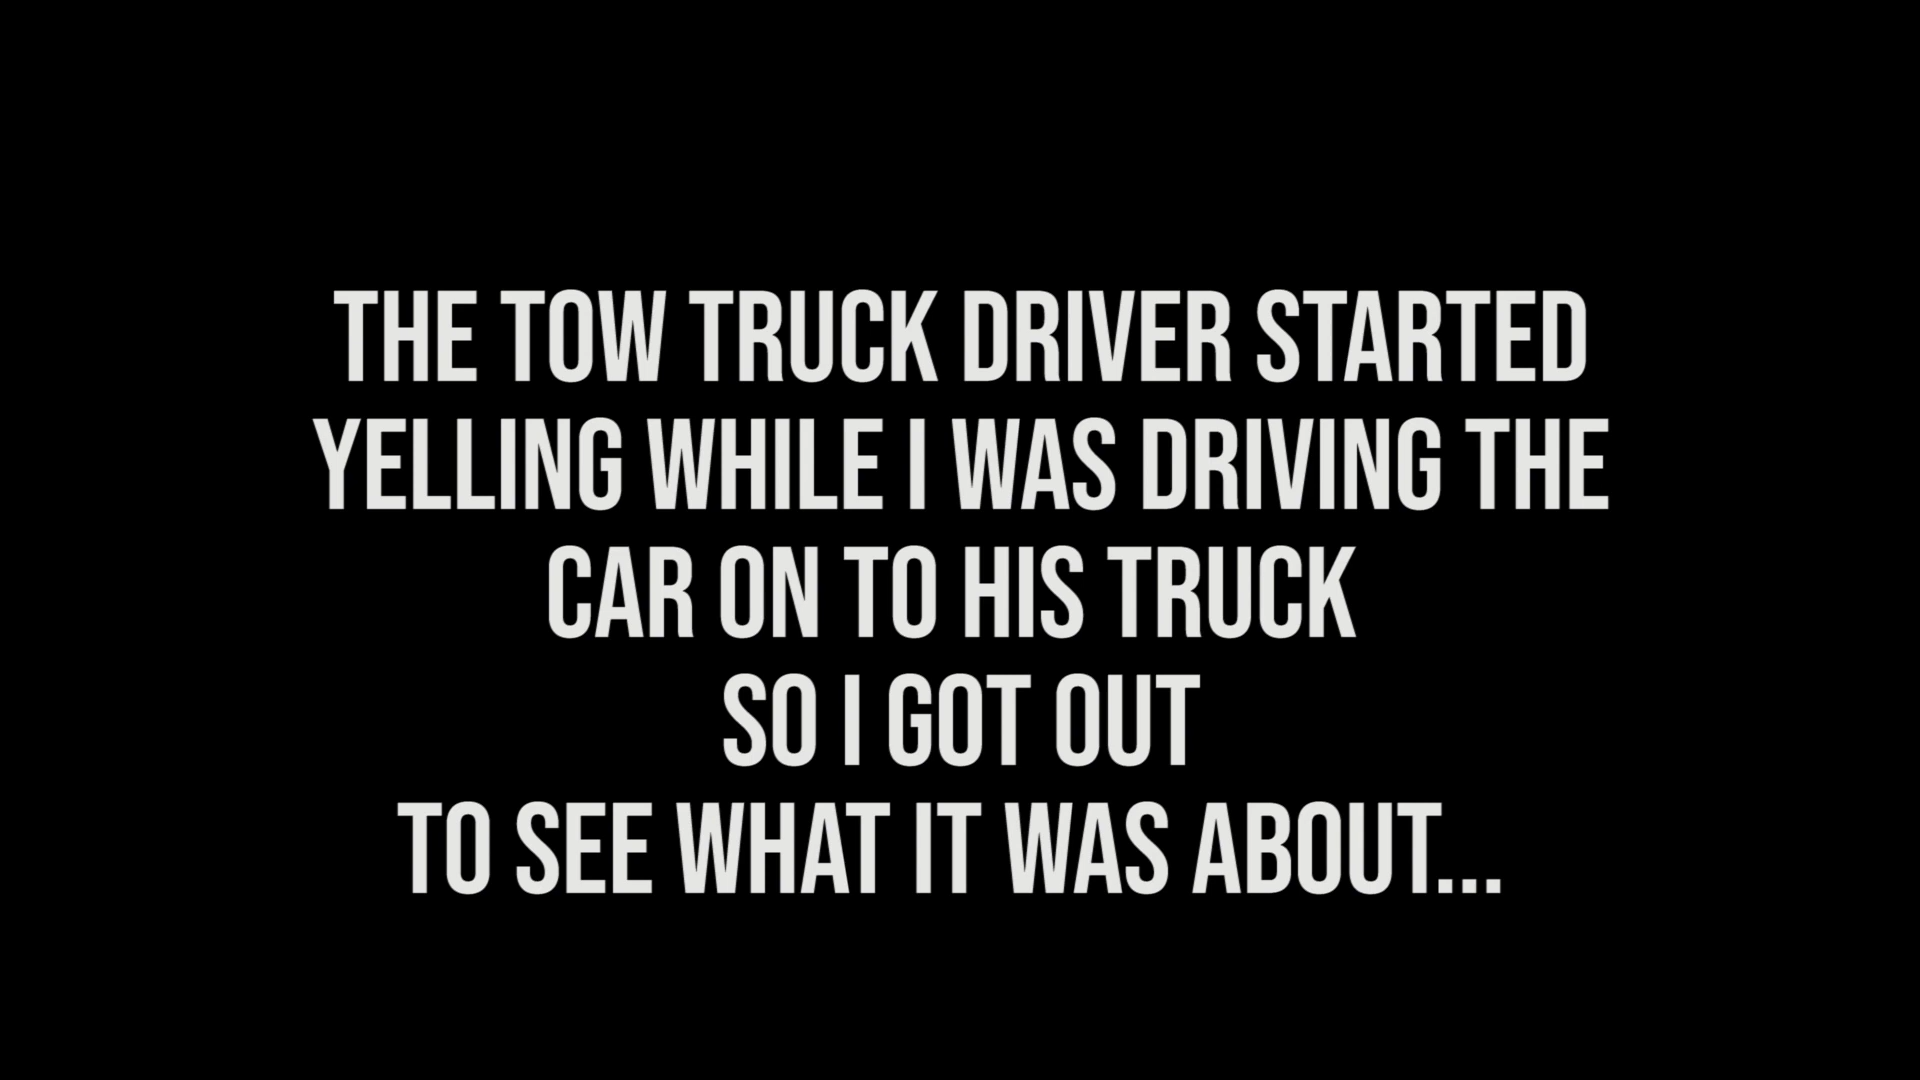 THE TOW TRUCK DRIVER STARTED
YELLING WHILE I WAS DRIVING THE
CAR ON TO HIS TRUCK
SO I GOT OUT
TO SEE WHAT IT WAS ABOUT...